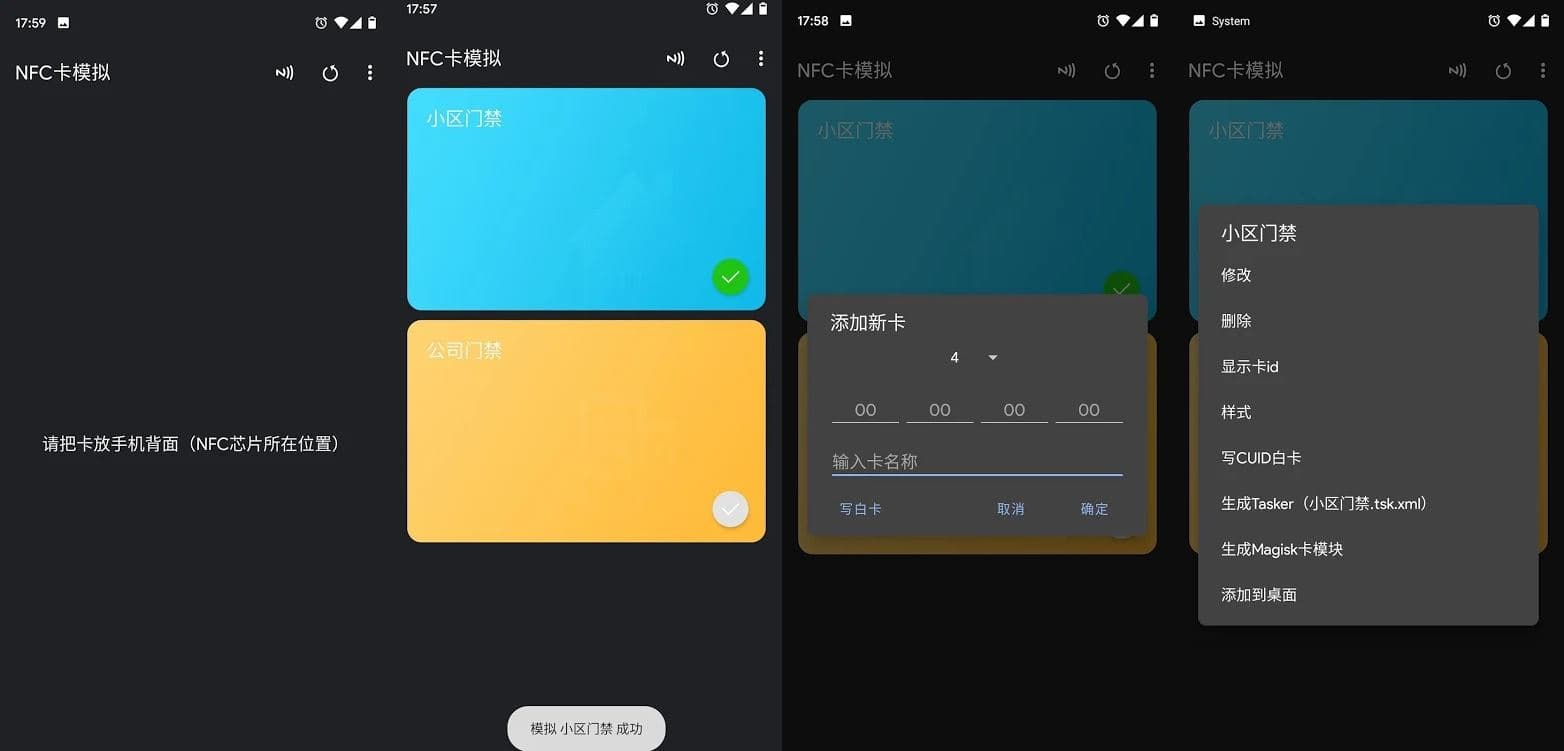 17:59
NFC卡模拟
请把卡放手机背面（NFC芯片所在位置）
17:57
NFC卡模拟
小区门禁
公司门禁
模拟 小区门禁 成功
17:58
NFC卡模拟
小区门禁
添加新卡
4
00 00 00 00
输入卡名称
写白卡 取消 确定
System
NFC卡模拟
小区门禁
小区门禁
修改
删除
显示卡id
样式
写CUID白卡
生成Tasker（小区门禁.tsk.xml）
生成Magisk卡模块
添加到桌面